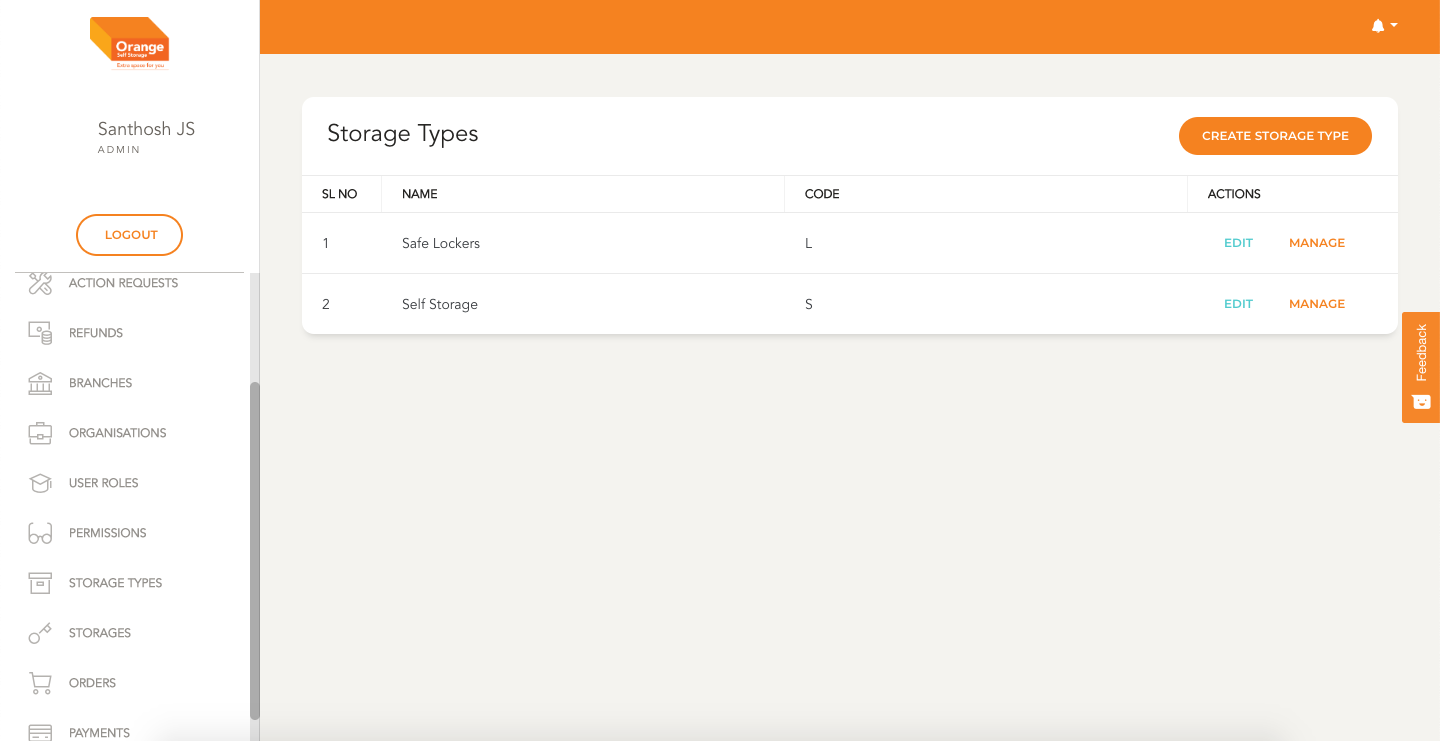 Orange
Self Storage
Extra space for you
Santhosh JS
ADMIN
LOGOUT
ACTION REQUESTS
REFUNDS
BRANCHES
ORGANISATIONS
USER ROLES
PERMISSIONS
STORAGE TYPES
STORAGES
ORDERS
PAYMENTS
Storage Types
CREATE STORAGE TYPE
SL NO NAME CODE ACTIONS
1 Safe Lockers L EDIT MANAGE
2 Self Storage S EDIT MANAGE
Feedback